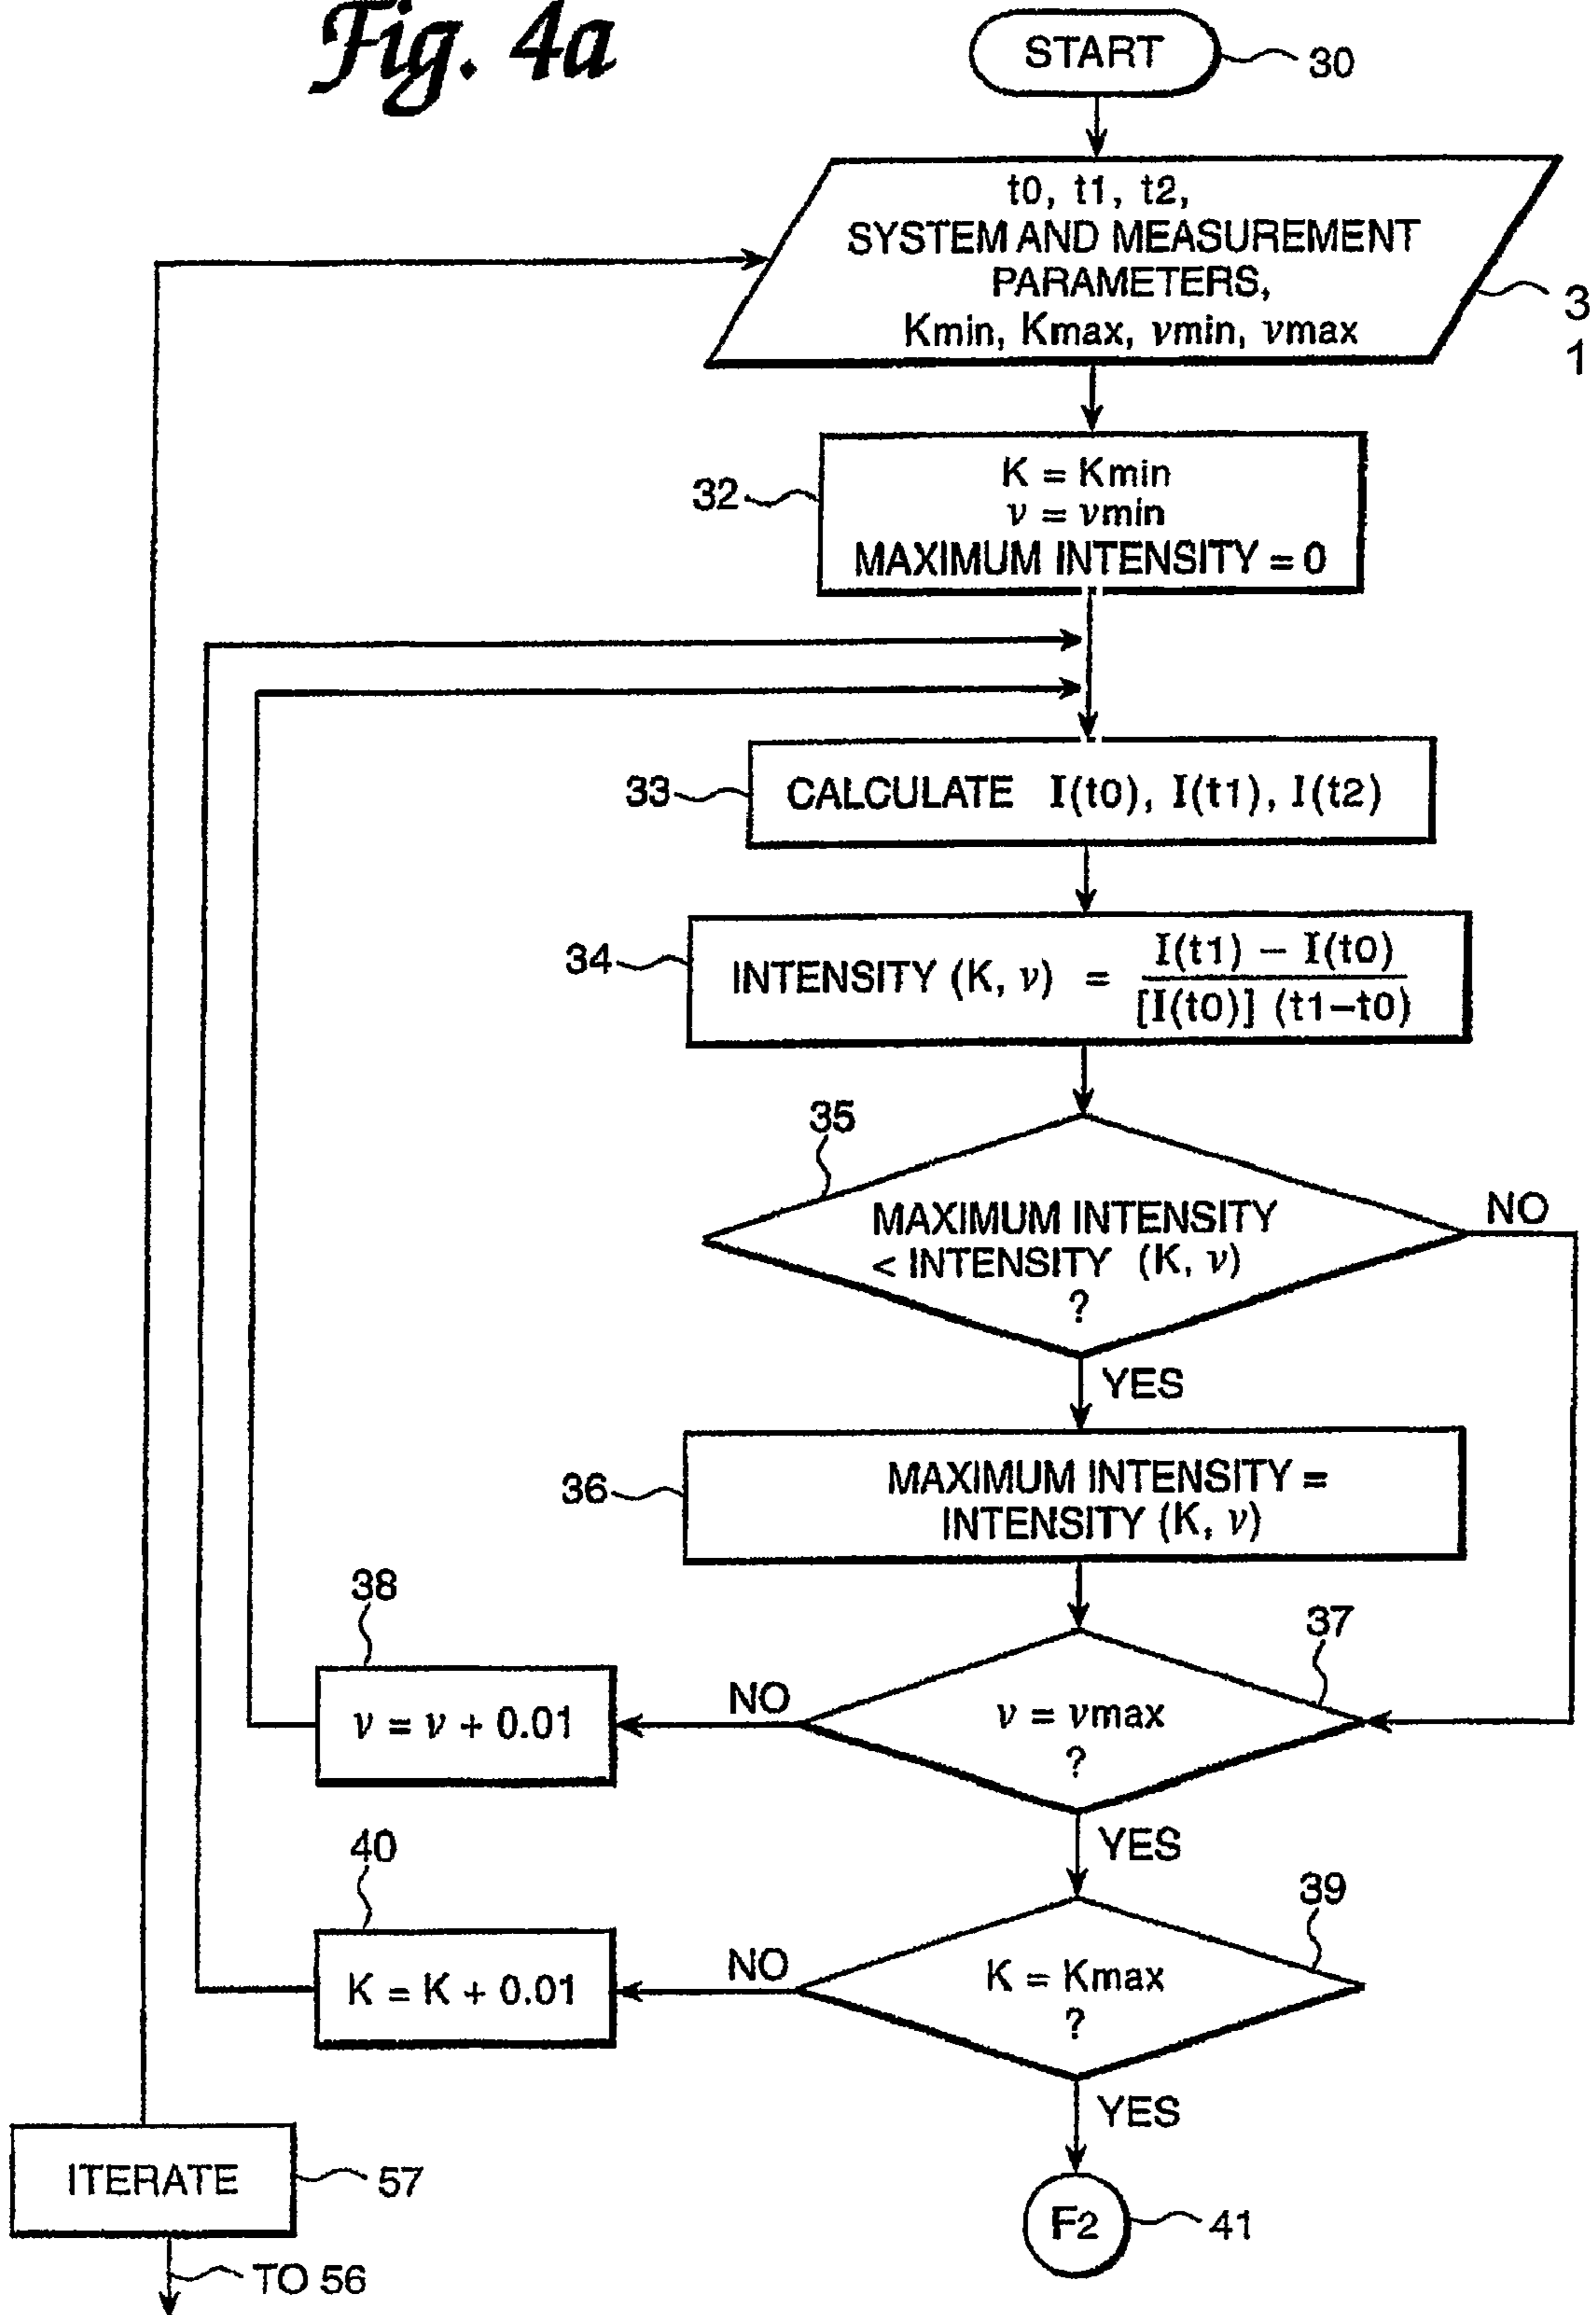 Fig. 4a
START
30
t0, t1, t2,
SYSTEM AND MEASUREMENT
PARAMETERS,
Kmin, Kmax, νmin, νmax
3
1
32
K = Kmin
ν = νmin
MAXIMUM INTENSITY = 0
33
CALCULATE I(t0), I(t1), I(t2)
34
INTENSITY (K, ν) =
I(t1) – I(t0)
[I(t0)] (t1–t0)
35
MAXIMUM INTENSITY
< INTENSITY (K, ν)
?
NO
YES
36
MAXIMUM INTENSITY =
INTENSITY (K, ν)
38
ν = ν + 0.01
NO
37
ν = νmax
?
YES
40
K = K + 0.01
NO
39
K = Kmax
?
YES
ITERATE
57
F2
41
TO 56